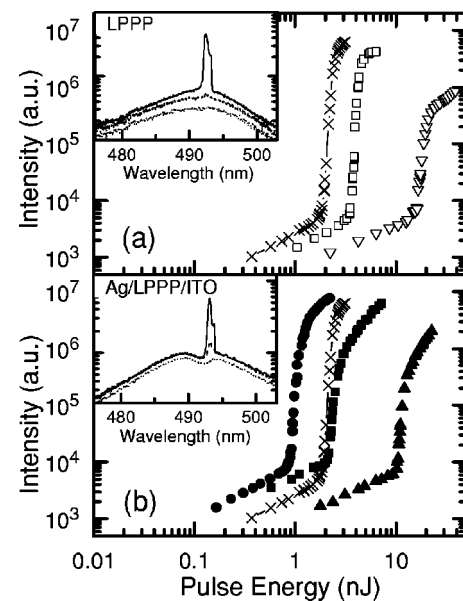 LPPP
10^7
10^6
10^5
10^4
10^3
Intensity (a.u.)
480 490 500
Wavelength (nm)
(a)
Ag/LPPP/ITO
10^7
10^6
10^5
10^4
10^3
Intensity (a.u.)
480 490 500
Wavelength (nm)
(b)
0.01 0.1 1 10
Pulse Energy (nJ)